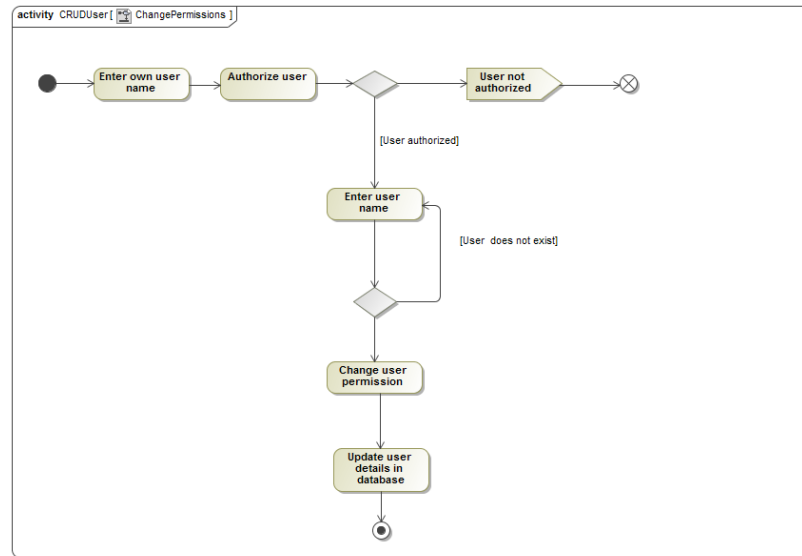 activity CRUDUser[ ChangePermissions ]
Enter own user
name
Authorize user
User not
authorized
[User authorized]
Enter user
name
[User  does not exist]
Change user
permission
Update user
details in
database